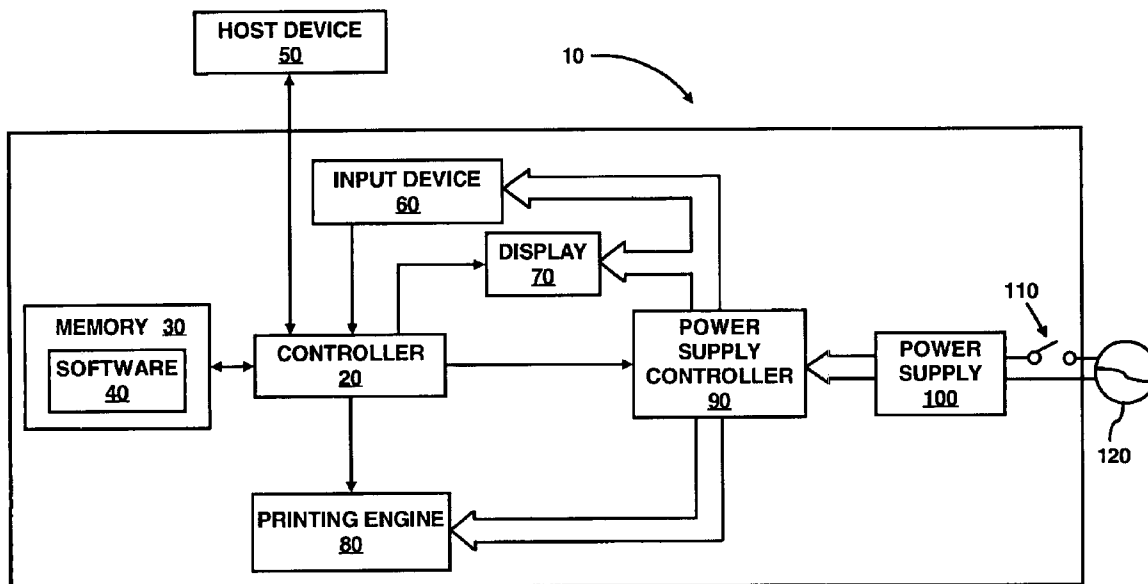 HOST DEVICE
50
10
INPUT DEVICE
60
DISPLAY
70
110
MEMORY 30
SOFTWARE
40
CONTROLLER
20
POWER
SUPPLY
CONTROLLER
90
POWER
SUPPLY
100
120
PRINTING ENGINE
80